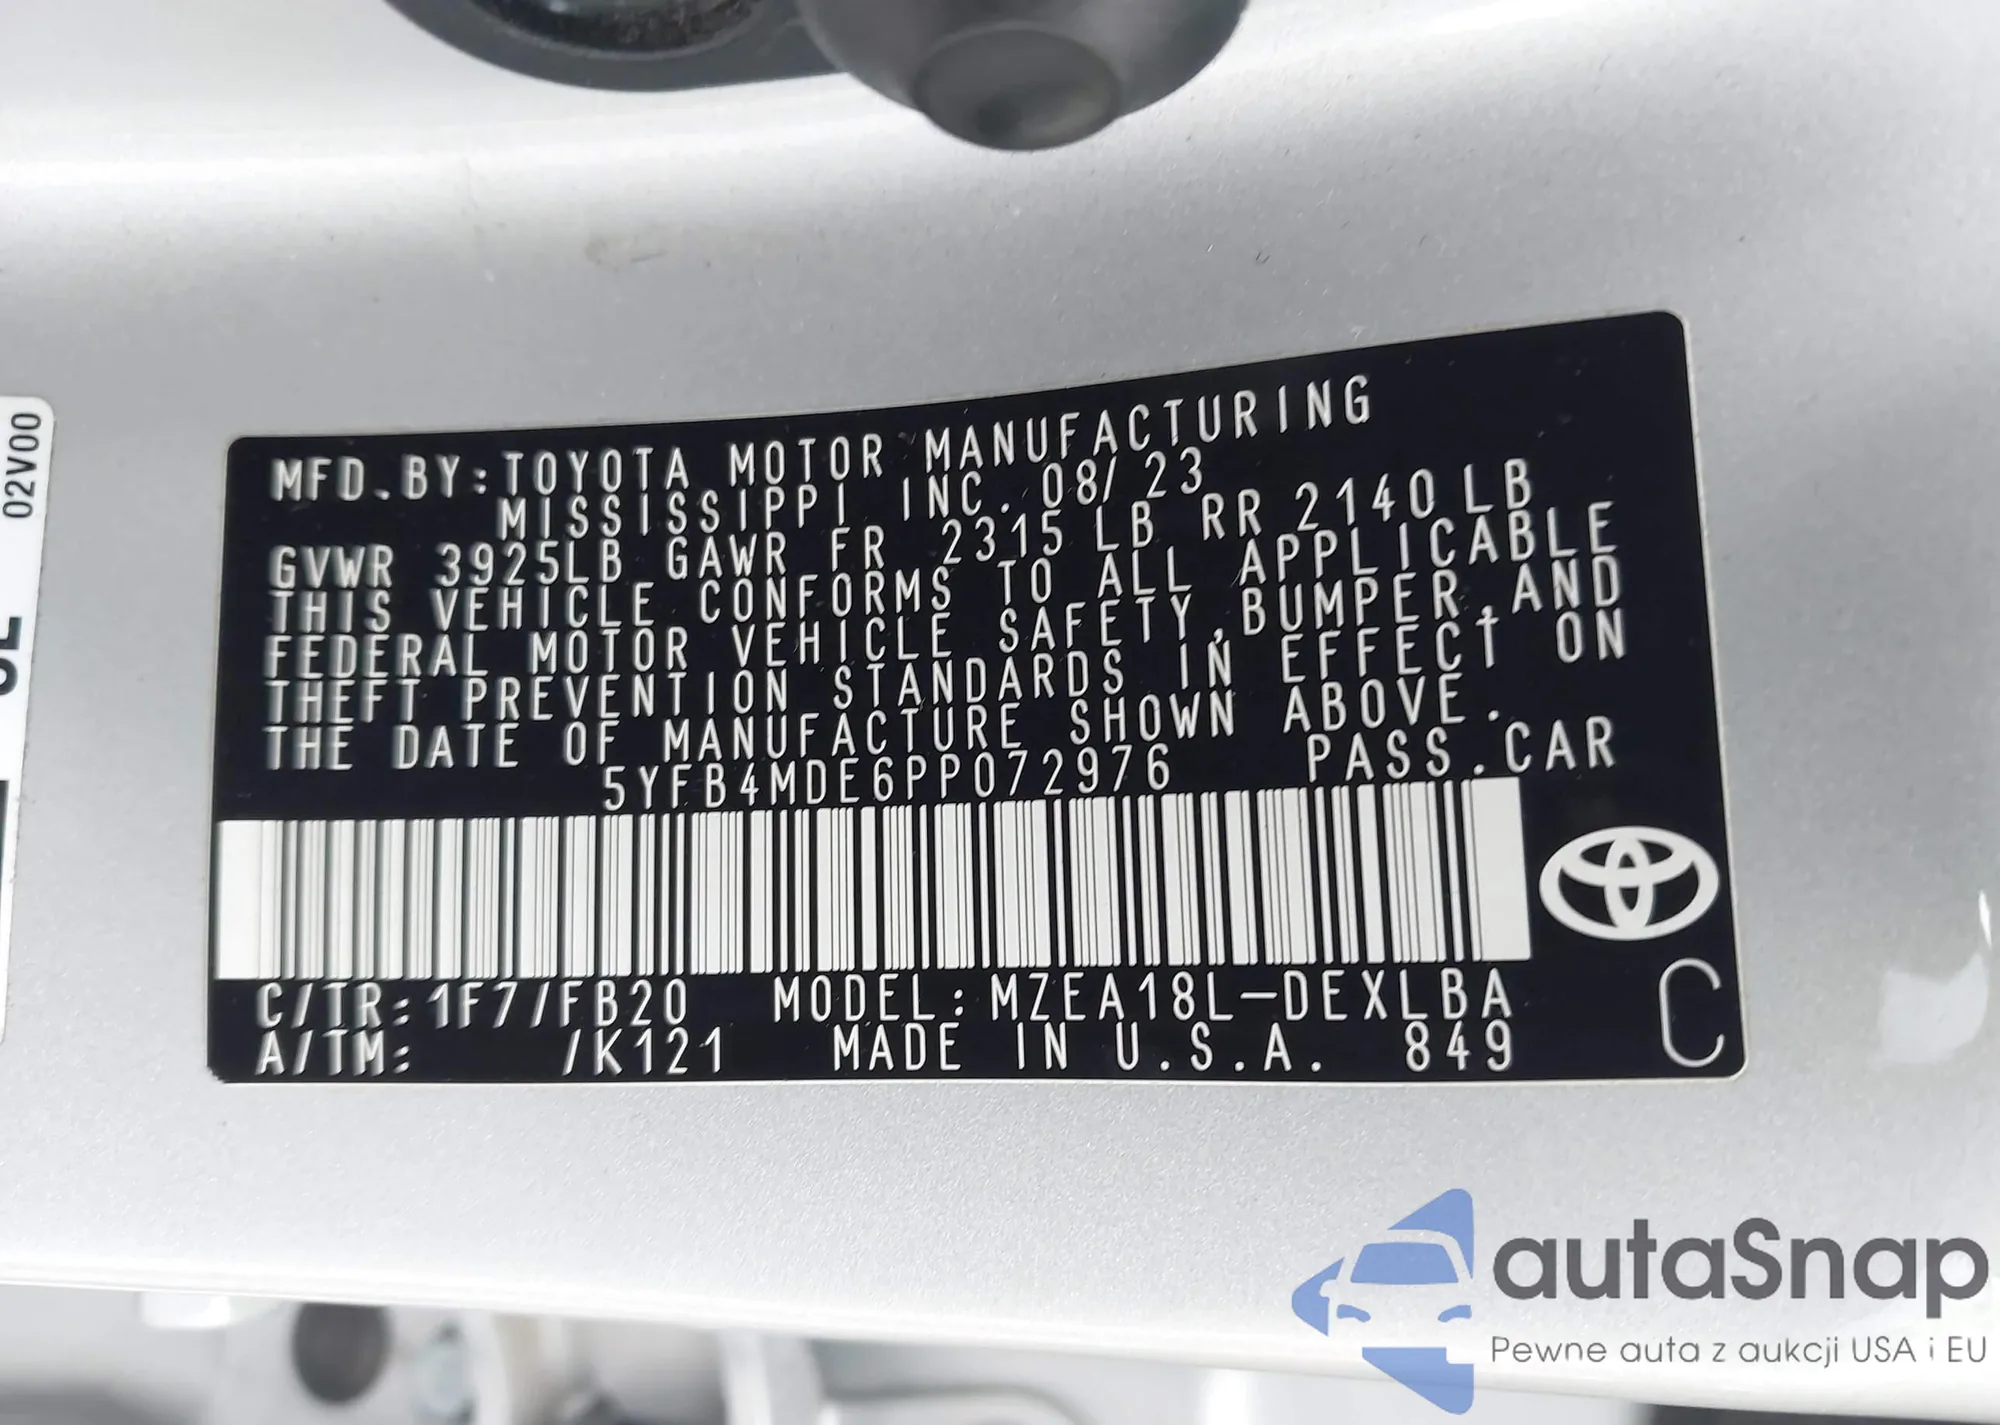 02V00
MFD.BY:TOYOTA MOTOR MANUFACTURING
MISSISSIPPI INC. 08/23
GVWR 3925LB GAWR FR 2315 LB RR 2140 LB
THIS VEHICLE CONFORMS TO ALL APPLICABLE
FEDERAL MOTOR VEHICLE SAFETY,BUMPER,AND
THEFT PREVENTION STANDARDS IN EFFECT ON
THE DATE OF MANUFACTURE SHOWN ABOVE.
5YFB4MDE6PP072976 PASS.CAR
C/TR:1F7/FB20 MODEL:MZEA18L-DEXLBA
A/TM: /K121 MADE IN U.S.A. 849
C
autaSnap
Pewne auta z aukcji USA i EU